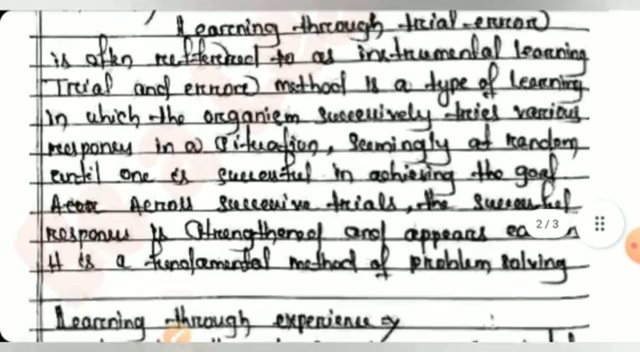 Learning through trial-error
is often reffered to as instrumental learning
Trial and error method is a type of learning
in which the organism successively tries various
responses in a situation, seemingly at random
until one is successful in achieving the goal
Across successive trials, the successful
responses is strengthened and appears
It is a fundamental method of problem solving
2/3
Learning through experience